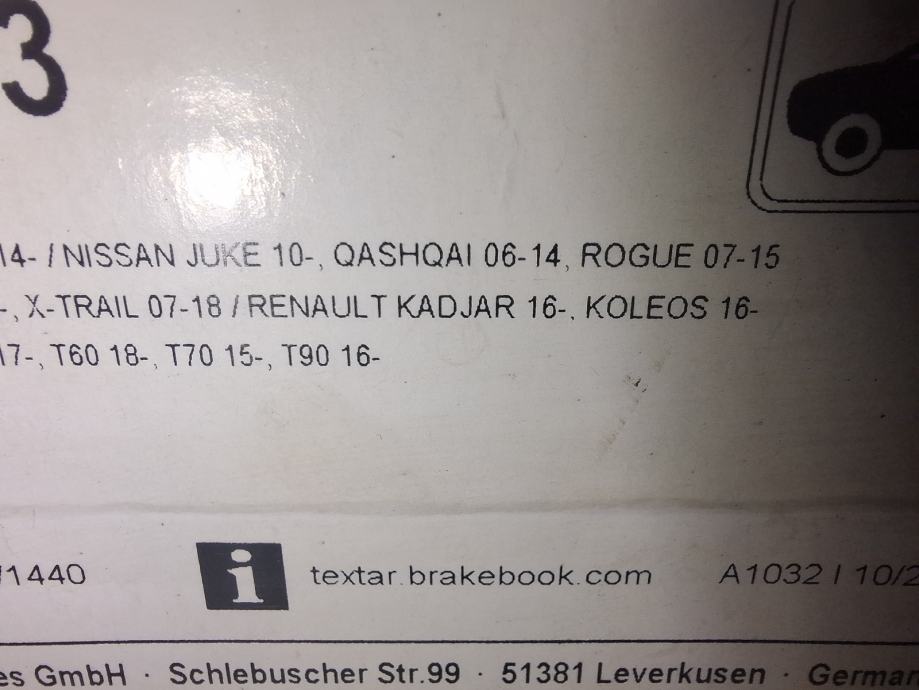 3
14- / NISSAN JUKE 10-, QASHQAI 06-14, ROGUE 07-15
-, X-TRAIL 07-18 / RENAULT KADJAR 16-, KOLEOS 16-
17-, T60 18-, T70 15-, T90 16-
/1440 i textar.brakebook.com A1032 I 10/2
es GmbH · Schlebuscher Str.99 · 51381 Leverkusen · German